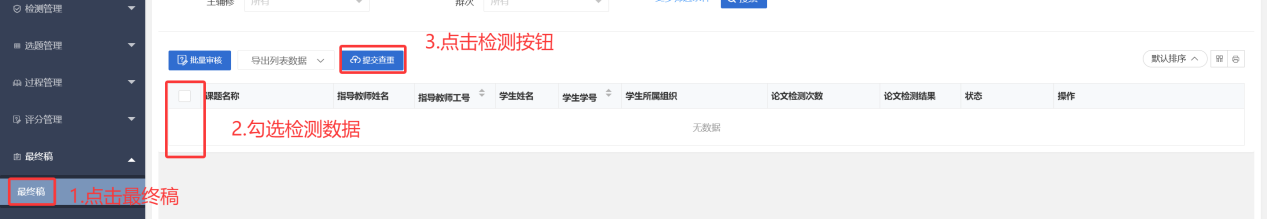 检测管理
主辅修 所有
辩次 所有
搜索
选题管理
3.点击检测按钮
批量审核
导出列表数据
提交查重
默认排序
过程管理
课题名称
指导教师姓名
指导教师工号
学生姓名
学生学号
学生所属组织
论文检测次数
论文检测结果
状态
操作
评分管理
2.勾选检测数据
无数据
最终稿
最终稿
1.点击最终稿